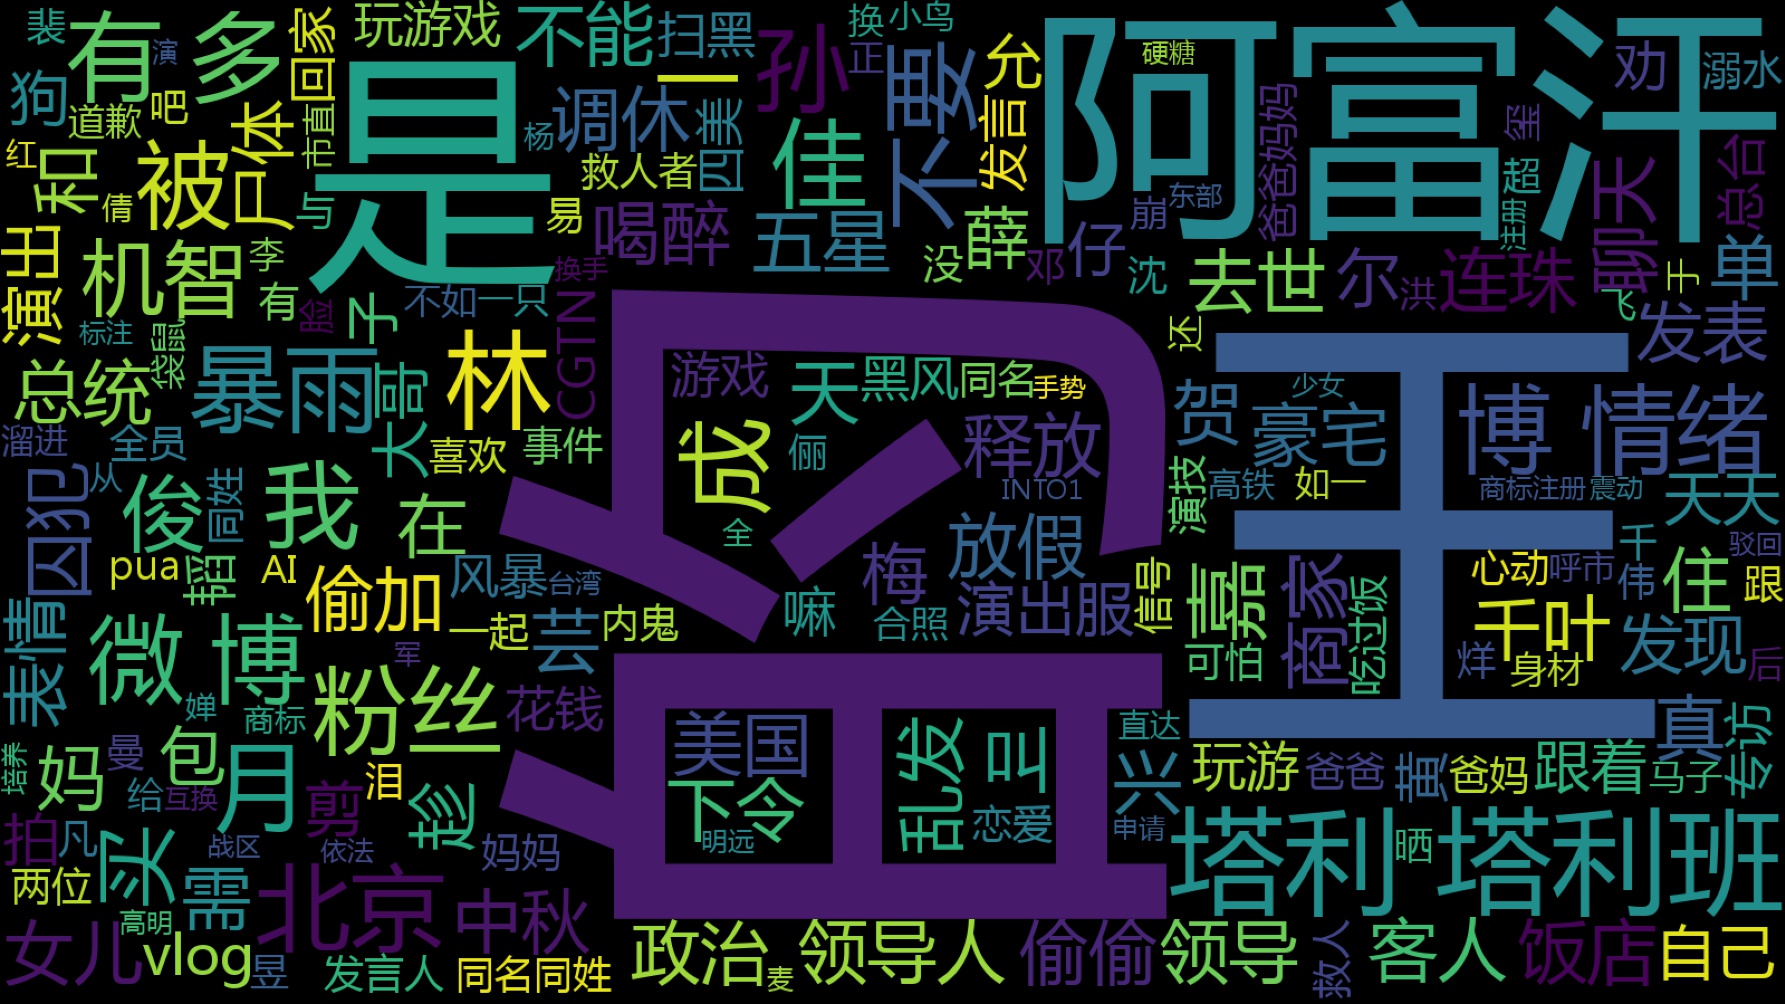 裴
有多
演
回家
玩游戏
不能
扫黑
换
小鸟
孙
正
不要
允
阿富汗
硬糖
劝
溺水
狗
道歉
吧
尸体
市直
是
杨
调休
一
四美
佳
发言
爸爸妈妈
玺
总台
红
和
被
倩
与
救人者
易
喝醉
五星
没
薛
邓
仔
崩
东部
沈
超
聊天
单
演出
机智
李
有
脸
子
换手
不如一只
去世
尔
洪
连珠
于
飞
发表
标注
袋鼠
总统
暴雨
大哥
林
CGTN
温
王
还
游戏
天
黑风
同名
手势
成
俪
释放
INTO1
贺
少女
豪宅
博
情绪
溜进
全员
喜欢
事件
囚犯
从
俊
同姓
我
在
全
放假
演技
高铁
如一
商标注册
震动
天天
pua
韬
AI
偷加
风暴
台湾
梅
嘛
合照
演出服
信号
嘉
商家
吃过饭
心动
呼市
千
伟
驳回
住
跟
表情
微博
军
一起
芸
内鬼
可怕
千叶
烊
身材
发现
后
粉丝
花钱
婵
商标
妈
曼
包
月
培养
给
互换
剪
泪
趁
美国
下令
明远
乱发
叫
恋爱
直达
兴
申请
玩游
爸爸
黄
爸妈
跟着
真
马子
专访
拍
凡
买
战区
依法
妈妈
塔利
晒
塔利班
两位
需
北京
中秋
女儿
高明
vlog
昱
发言人
同名同姓
政治
麦
领导人
偷偷
领导
救人
客人
饭店
自己